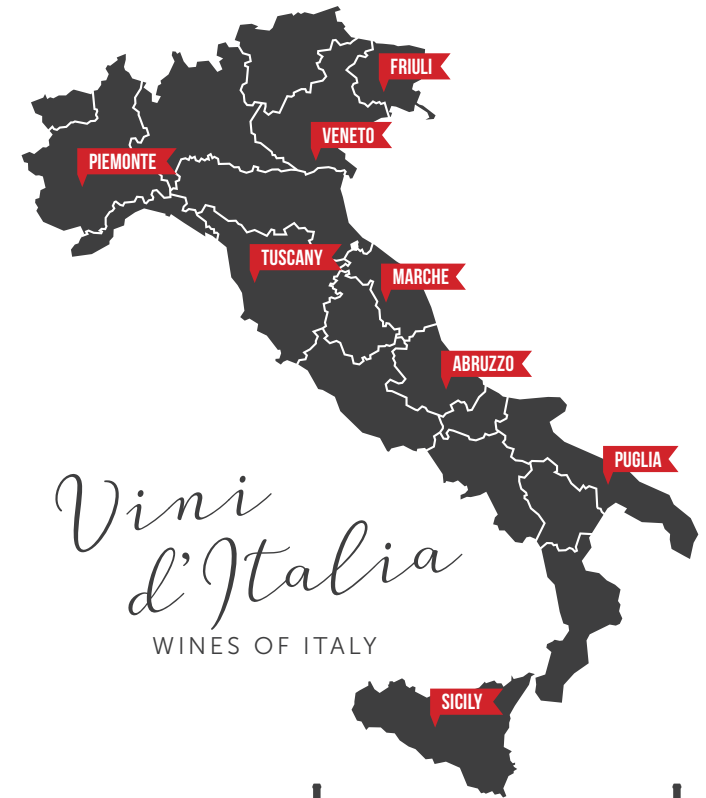 FRIULI
VENETO
PIEMONTE
TUSCANY
MARCHE
ABRUZZO
PUGLIA
Vini
d'Italia
WINES OF ITALY
SICILY